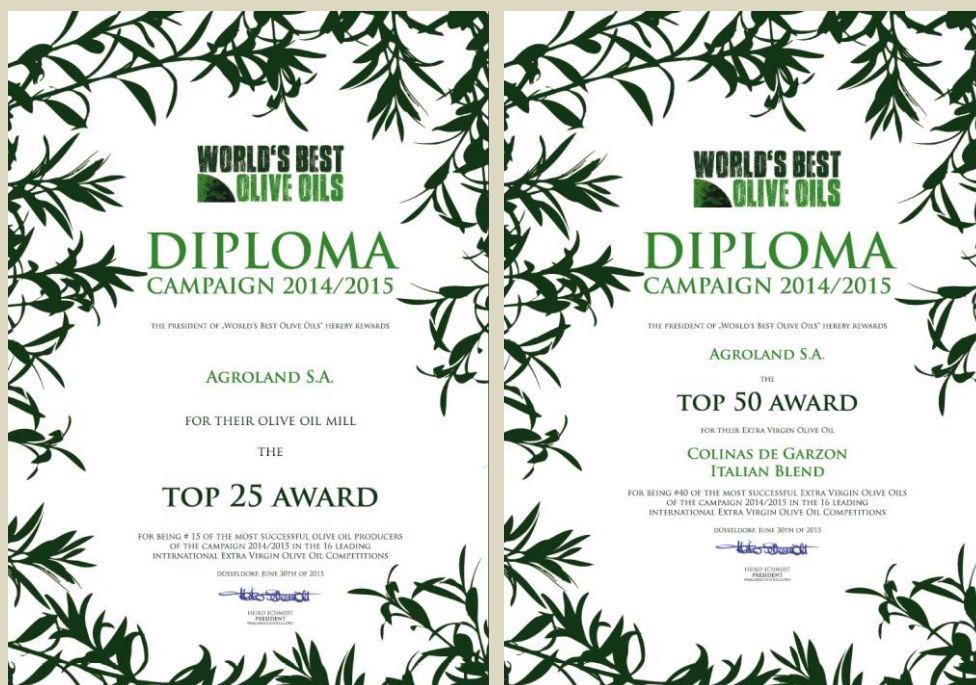 WORLD'S BEST
OLIVE OILS
DIPLOMA
CAMPAIGN 2014/2015
THE PRESIDENT OF „WORLD'S BEST OLIVE OILS" HEREBY REWARDS
AGROLAND S.A.
FOR THEIR OLIVE OIL MILL
THE
TOP 25 AWARD
FOR BEING # 15 OF THE MOST SUCCESSFUL OLIVE OIL PRODUCERS
OF THE CAMPAIGN 2014/2015 IN THE 16 LEADING
INTERNATIONAL EXTRA VIRGIN OLIVE OIL COMPETITIONS
DÜSSELDORF, JUNE 30TH OF 2015
HEIKO SCHMIDT
PRESIDENT
WORLD'S BEST
OLIVE OILS
DIPLOMA
CAMPAIGN 2014/2015
THE PRESIDENT OF „WORLD'S BEST OLIVE OILS" HEREBY REWARDS
AGROLAND S.A.
THE
TOP 50 AWARD
FOR THEIR EXTRA VIRGIN OLIVE OIL
COLINAS DE GARZON
ITALIAN BLEND
FOR BEING #40 OF THE MOST SUCCESSFUL EXTRA VIRGIN OLIVE OILS
OF THE CAMPAIGN 2014/2015 IN THE 16 LEADING
INTERNATIONAL EXTRA VIRGIN OLIVE OIL COMPETITIONS
DÜSSELDORF, JUNE 30TH OF 2015
HEIKO SCHMIDT
PRESIDENT